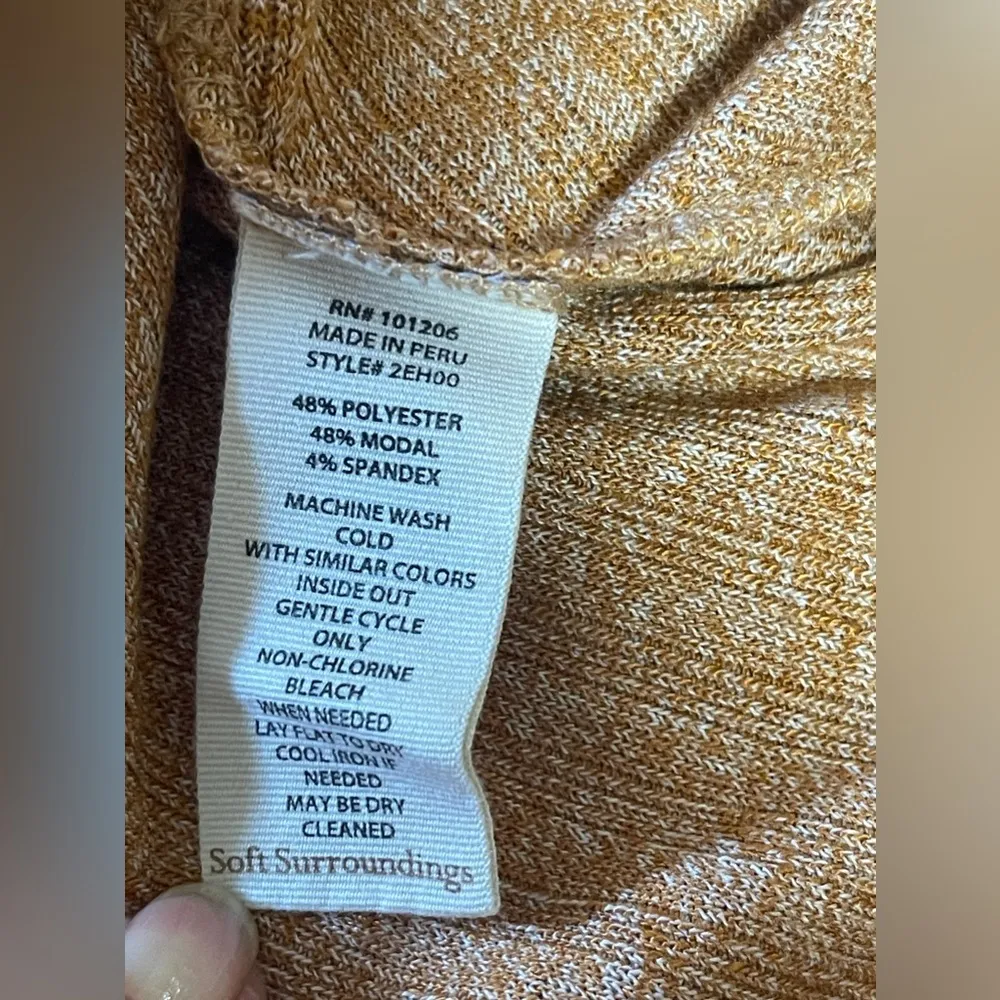 RN# 101206
MADE IN PERU
STYLE# 2EH00
48% POLYESTER
48% MODAL
4% SPANDEX
MACHINE WASH
COLD
WITH SIMILAR COLORS
INSIDE OUT
GENTLE CYCLE
ONLY
NON-CHLORINE
BLEACH
WHEN NEEDED
LAY FLAT TO DRY
COOL IRON IF
NEEDED
MAY BE DRY
CLEANED
Soft Surroundings